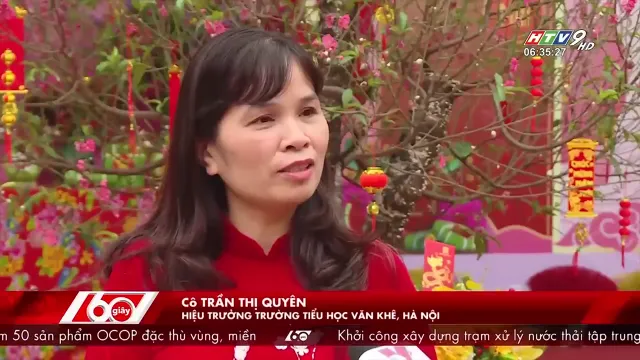 HTV9 HD
06:35:27
60 giây
Cô TRẦN THỊ QUYÊN
HIỆU TRƯỞNG TRƯỜNG TIỂU HỌC VĂN KHÊ, HÀ NỘI
m 50 sản phẩm OCOP đặc thù vùng, miền 60 giây Khởi công xây dựng trạm xử lý nước thải tập trung